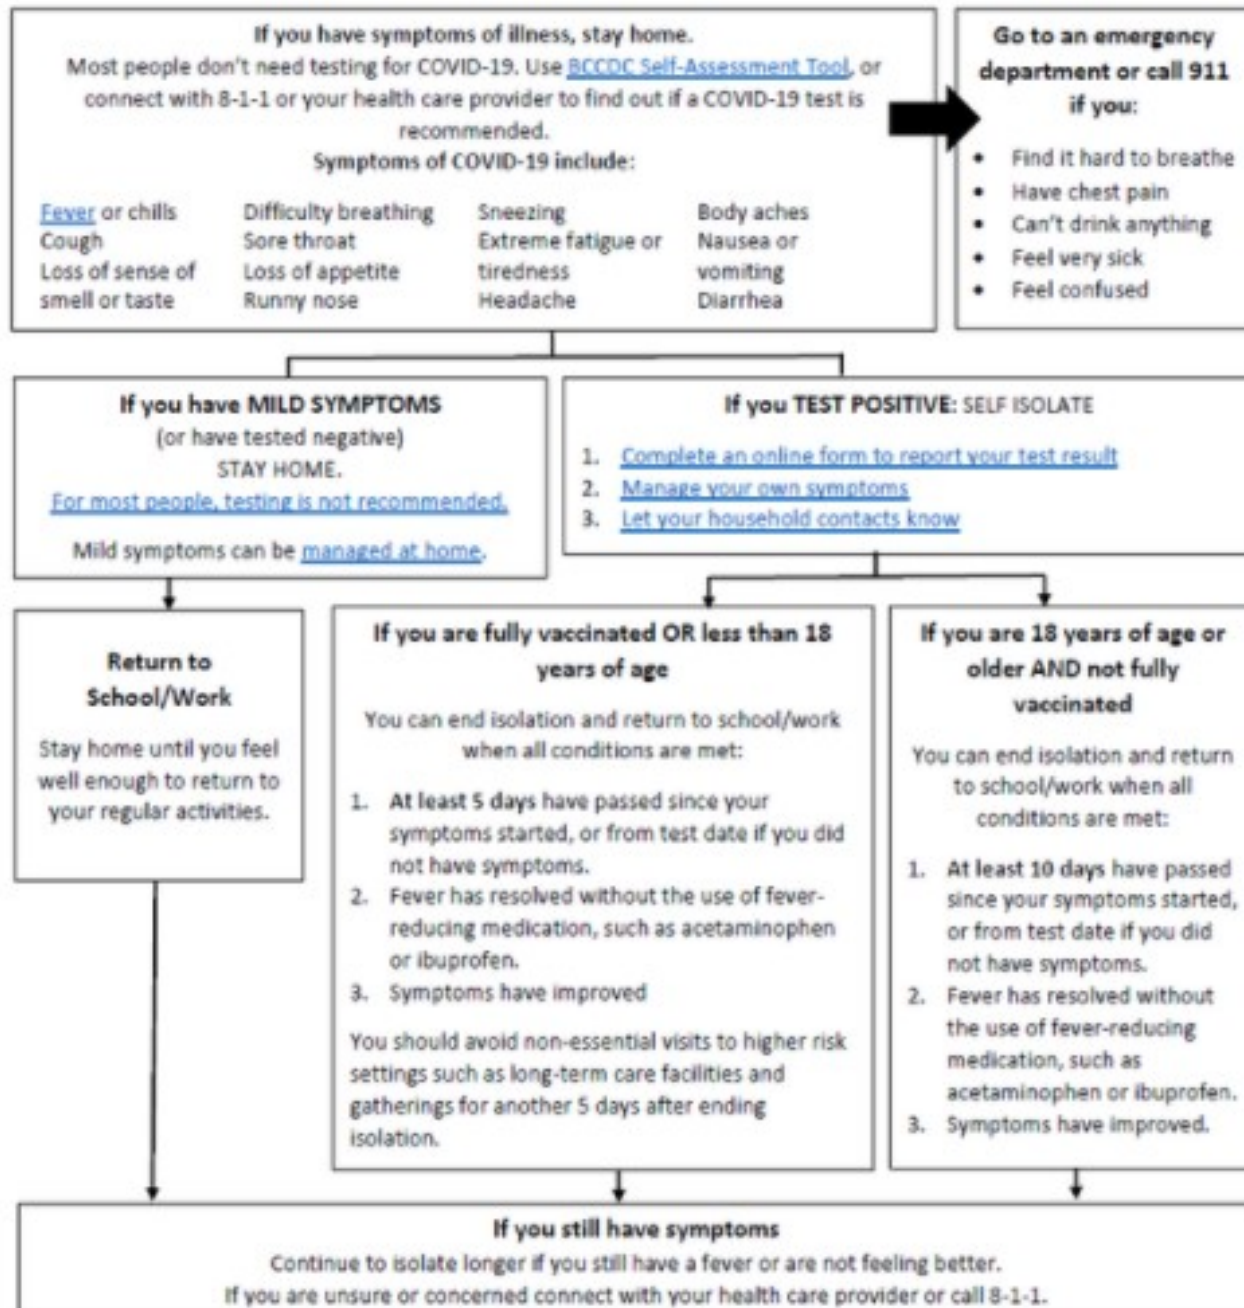 If you have symptoms of illness, stay home.
Most people don't need testing for COVID-19. Use BCCDC Self-Assessment Tool, or
connect with 8-1-1 or your health care provider to find out if a COVID-19 test is
recommended.
Symptoms of COVID-19 include:
Fever or chills
Cough
Loss of sense of
smell or taste
Difficulty breathing
Sore throat
Loss of appetite
Runny nose
Sneezing
Extreme fatigue or
tiredness
Headache
Body aches
Nausea or
vomiting
Diarrhea
Go to an emergency
department or call 911
if you:
• Find it hard to breathe
• Have chest pain
• Can't drink anything
• Feel very sick
• Feel confused
If you have MILD SYMPTOMS
(or have tested negative)
STAY HOME.
For most people, testing is not recommended.
Mild symptoms can be managed at home.
If you TEST POSITIVE: SELF ISOLATE
1. Complete an online form to report your test result
2. Manage your own symptoms
3. Let your household contacts know
Return to
School/Work
Stay home until you feel
well enough to return to
your regular activities.
If you are fully vaccinated OR less than 18
years of age
You can end isolation and return to school/work
when all conditions are met:
1. At least 5 days have passed since your
symptoms started, or from test date if you did
not have symptoms.
2. Fever has resolved without the use of fever-
reducing medication, such as acetaminophen
or ibuprofen.
3. Symptoms have improved
You should avoid non-essential visits to higher risk
settings such as long-term care facilities and
gatherings for another 5 days after ending
isolation.
If you are 18 years of age or
older AND not fully
vaccinated
You can end isolation and return
to school/work when all
conditions are met:
1. At least 10 days have passed
since your symptoms started,
or from test date if you did
not have symptoms.
2. Fever has resolved without
the use of fever-reducing
medication, such as
acetaminophen or ibuprofen.
3. Symptoms have improved.
If you still have symptoms
Continue to isolate longer if you still have a fever or are not feeling better.
If you are unsure or concerned connect with your health care provider or call 8-1-1.